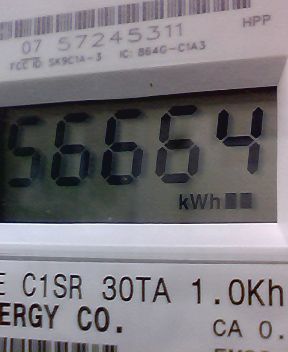 HPP
07 57245311
FCC ID SK9C1A-3 IC: 864G-C1A3
56664
kWh
E C1SR 30TA 1.0Kh
ERGY CO. CA 0.